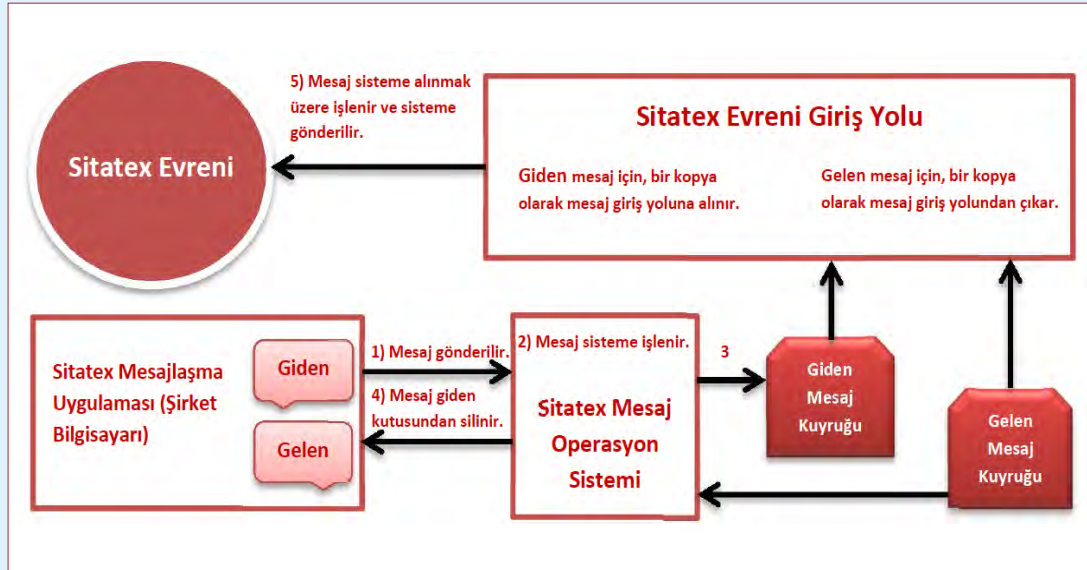 5) Mesaj sisteme alınmak
üzere işlenir ve sisteme
gönderilir.
Sitatex Evreni
Sitatex Evreni Giriş Yolu
Giden mesaj için, bir kopya
olarak mesaj giriş yoluna alınır.
Gelen mesaj için, bir kopya
olarak mesaj giriş yolundan çıkar.
Sitatex Mesajlaşma
Uygulaması (Şirket
Bilgisayarı)
Giden
Gelen
1) Mesaj gönderilir.
4) Mesaj giden
kutusundan silinir.
2) Mesaj sisteme işlenir.
Sitatex Mesaj
Operasyon
Sistemi
3
Giden
Mesaj
Kuyruğu
Gelen
Mesaj
Kuyruğu